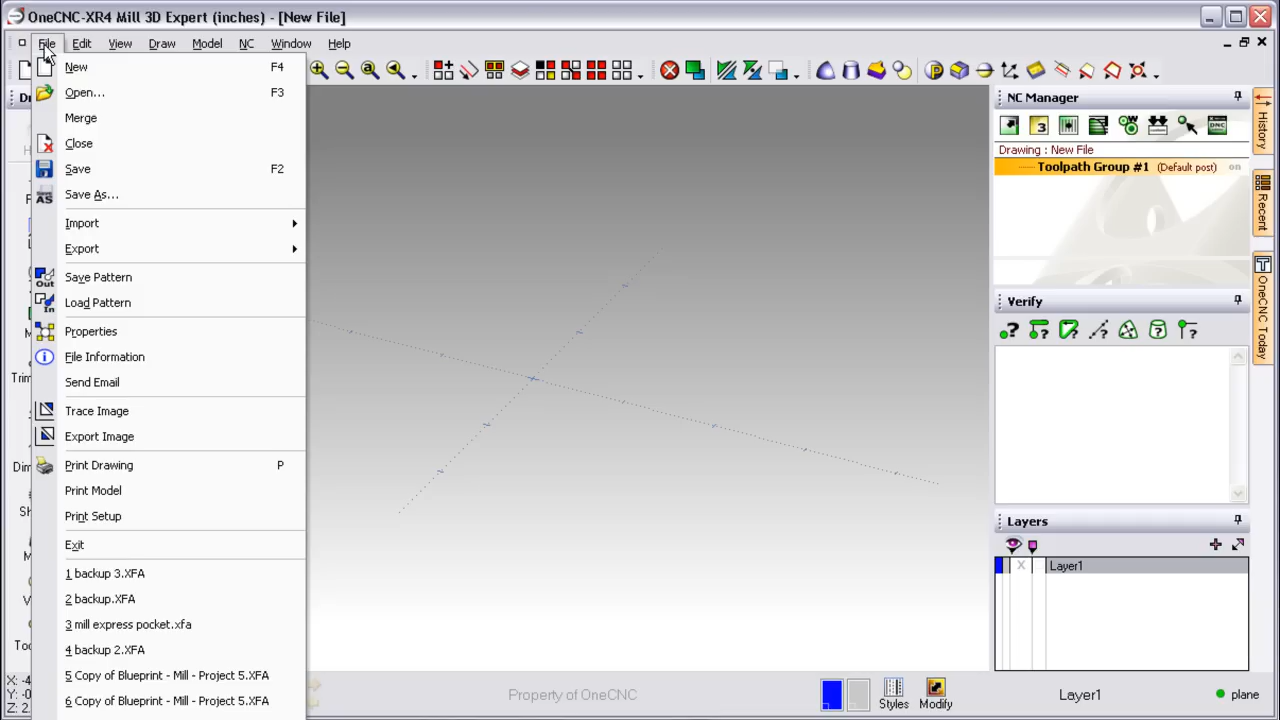 OneCNC-XR4 Mill 3D Expert (inches) - [New File]
File Edit View Draw Model NC Window Help
New F4
Open... F3
Merge
Close
Save F2
Save As...
Import
Export
Save Pattern
Load Pattern
Properties
File Information
Send Email
Trace Image
Export Image
Print Drawing P
Print Model
Print Setup
Exit
1 backup 3.XFA
2 backup.XFA
3 mill express pocket.xfa
4 backup 2.XFA
5 Copy of Blueprint - Mill - Project 5.XFA
6 Copy of Blueprint - Mill - Project 5.XFA
NC Manager
Drawing : New File
Toolpath Group #1 (Default post) on
Verify
Layers
X Layer1
History
Recent
OneCNC Today
Property of OneCNC
Styles
Modify
Layer1
plane